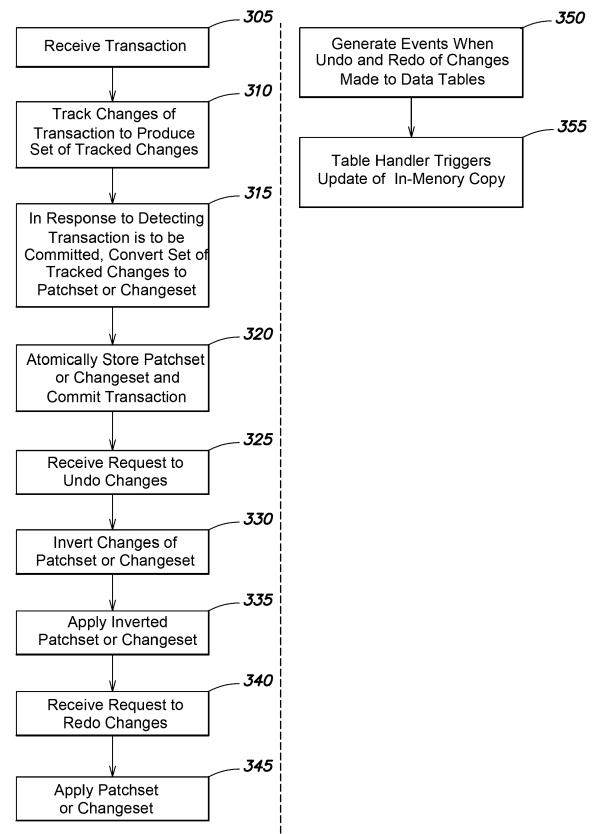 305
Receive Transaction
310
Track Changes of
Transaction to Produce
Set of Tracked Changes
315
In Response to Detecting
Transaction is to be
Committed, Convert Set of
Tracked Changes to
Patchset or Changeset
320
Atomically Store Patchset
or Changeset and
Commit Transaction
325
Receive Request to
Undo Changes
330
Invert Changes of
Patchset or Changeset
335
Apply Inverted
Patchset or Changeset
340
Receive Request to
Redo Changes
345
Apply Patchset
or Changeset
350
Generate Events When
Undo and Redo of Changes
Made to Data Tables
355
Table Handler Triggers
Update of In-Menory Copy